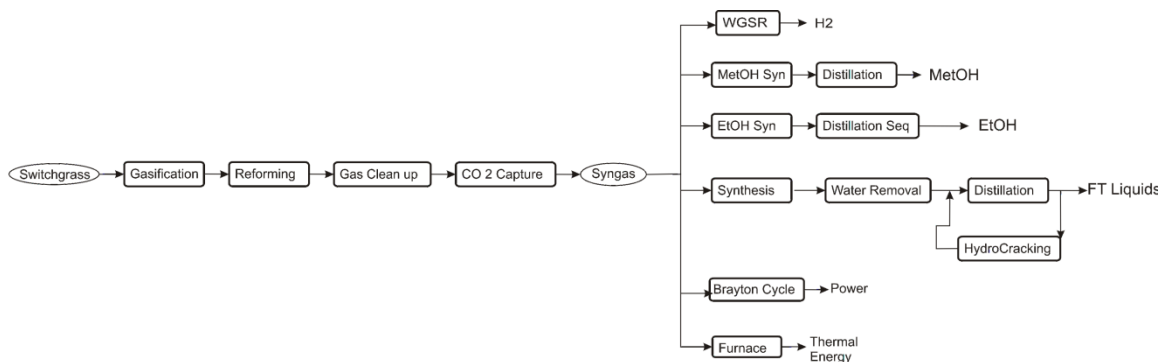 WGSR
H2
MetOH Syn
Distillation
MetOH
EtOH Syn
Distillation Seq
EtOH
Switchgrass
Gasification
Reforming
Gas Clean up
CO 2 Capture
Syngas
Synthesis
Water Removal
Distillation
FT Liquids
HydroCracking
Brayton Cycle
Power
Furnace
Thermal
Energy